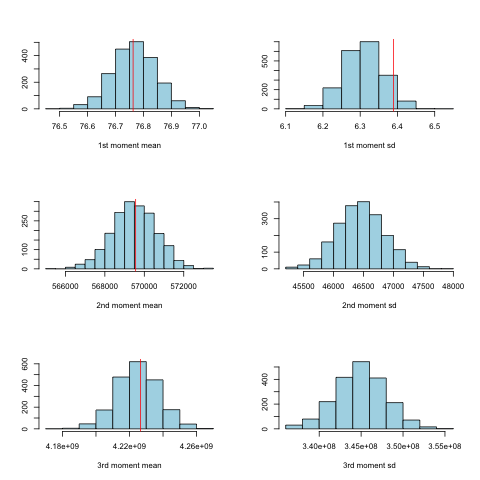 0 200 400
76.5 76.6 76.7 76.8 76.9 77.0
1st moment mean
0 200 500
6.1 6.2 6.3 6.4 6.5
1st moment sd
0 100 250
566000 568000 570000 572000
2nd moment mean
0 100 300
45500 46000 46500 47000 47500 48000
2nd moment sd
0 200 400 600
4.18e+09 4.22e+09 4.26e+09
3rd moment mean
0 200 400
3.40e+08 3.45e+08 3.50e+08 3.55e+08
3rd moment sd